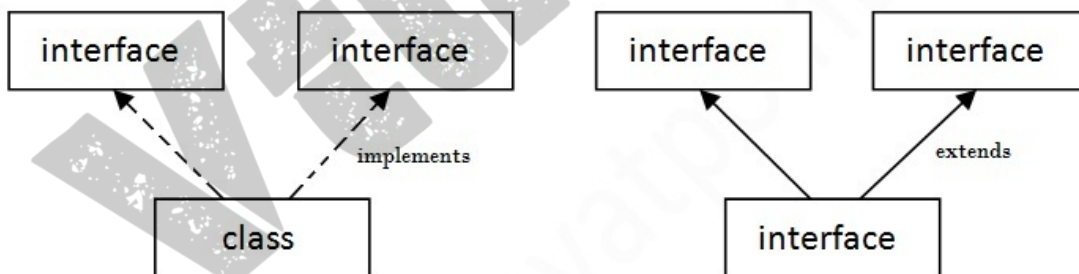 interface interface interface interface
implements extends
class interface